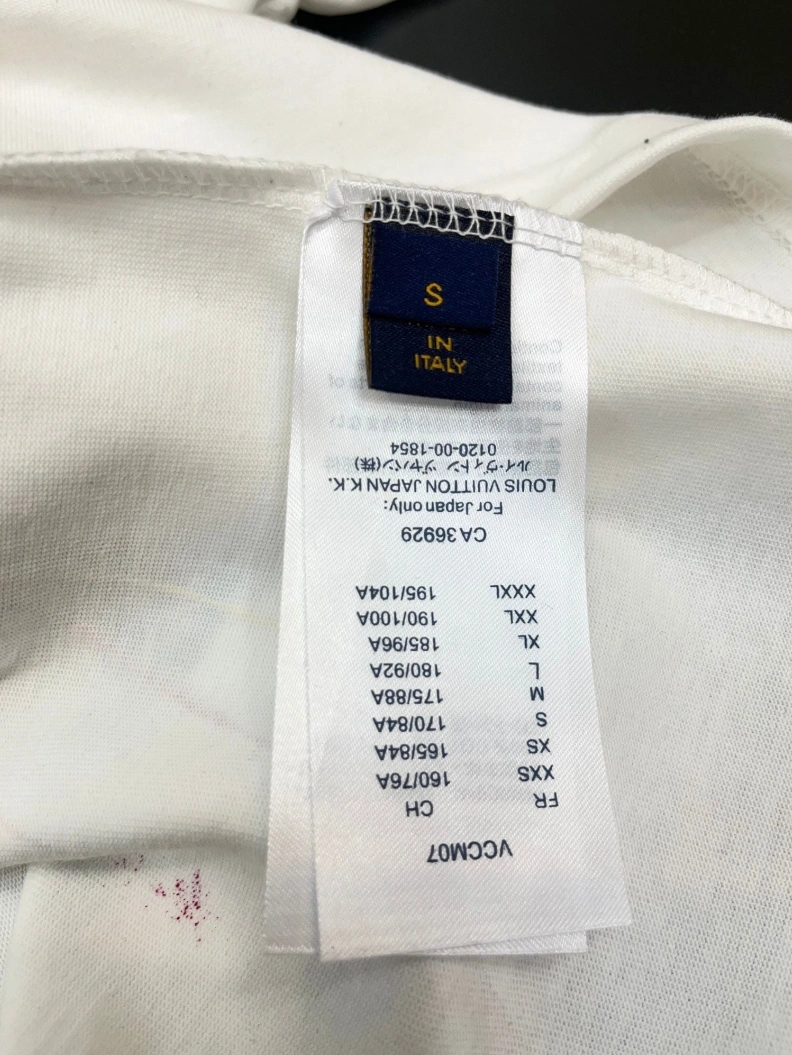 S
IN
ITALY
VCCM07
FR CH
XXS 160/76A
XS 165/84A
S 170/84A
M 175/88A
L 180/92A
XL 185/96A
XXL 190/100A
XXXL 195/104A
CA 36929
For Japan only:
LOUIS VUITTON JAPAN K.K.
ルイ・ヴィトン ジャパン(株)
0120-00-1854